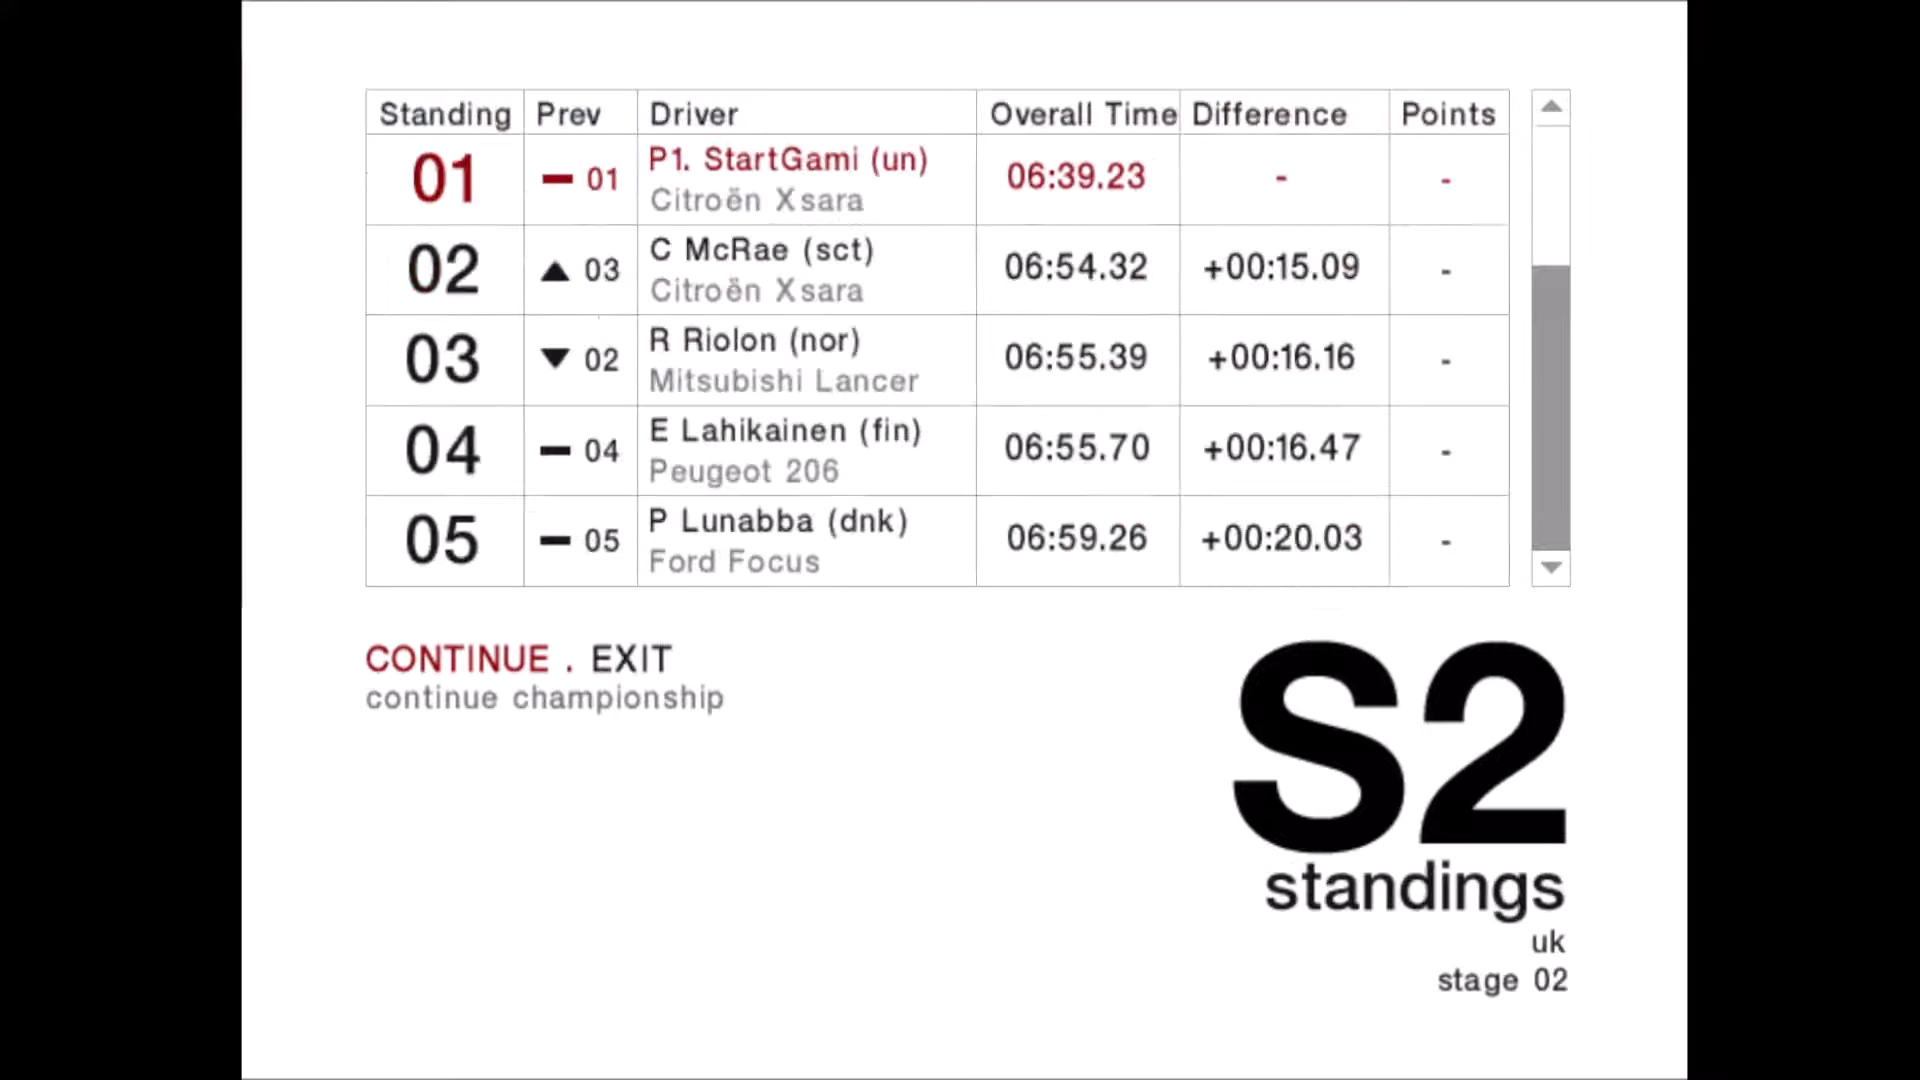 Standing Prev Driver Overall Time Difference Points
01 01 P1. StartGami (un) 06:39.23 - -
Citroën Xsara
02 03 C McRae (sct) 06:54.32 +00:15.09 -
Citroën Xsara
03 02 R Riolon (nor) 06:55.39 +00:16.16 -
Mitsubishi Lancer
04 04 E Lahikainen (fin) 06:55.70 +00:16.47 -
Peugeot 206
05 05 P Lunabba (dnk) 06:59.26 +00:20.03 -
Ford Focus
CONTINUE . EXIT
continue championship
S2
standings
uk
stage 02